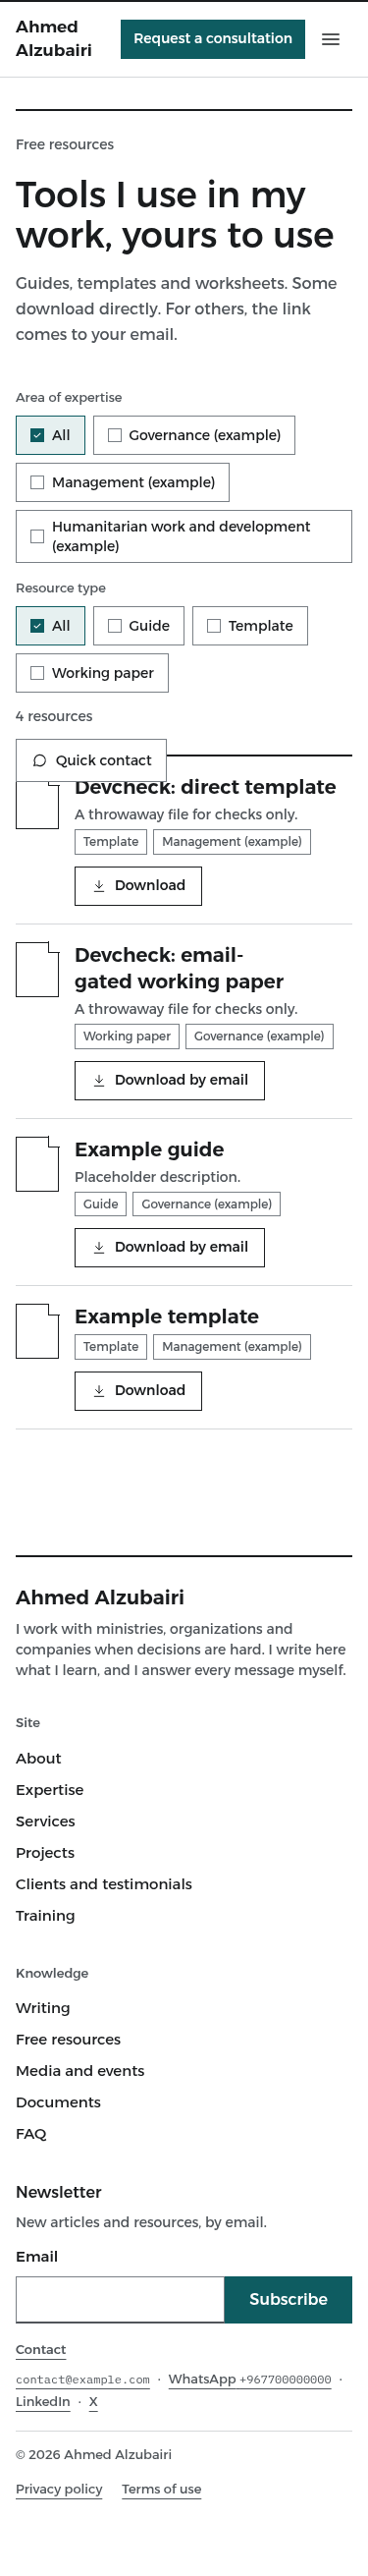 Ahmed
Alzubairi
Request a consultation
Free resources
Tools I use in my
work, yours to use
Guides, templates and worksheets. Some
download directly. For others, the link
comes to your email.
Area of expertise
All
Governance (example)
Management (example)
Humanitarian work and development
(example)
Resource type
All
Guide
Template
Working paper
4 resources
Quick contact
Devcheck: direct template
A throwaway file for checks only.
Template
Management (example)
Download
Devcheck: email-
gated working paper
A throwaway file for checks only.
Working paper
Governance (example)
Download by email
Example guide
Placeholder description.
Guide
Governance (example)
Download by email
Example template
Template
Management (example)
Download
Ahmed Alzubairi
I work with ministries, organizations and
companies when decisions are hard. I write here
what I learn, and I answer every message myself.
Site
About
Expertise
Services
Projects
Clients and testimonials
Training
Knowledge
Writing
Free resources
Media and events
Documents
FAQ
Newsletter
New articles and resources, by email.
Email
Subscribe
Contact
contact@example.com · WhatsApp +967700000000 ·
LinkedIn · X
© 2026 Ahmed Alzubairi
Privacy policy
Terms of use